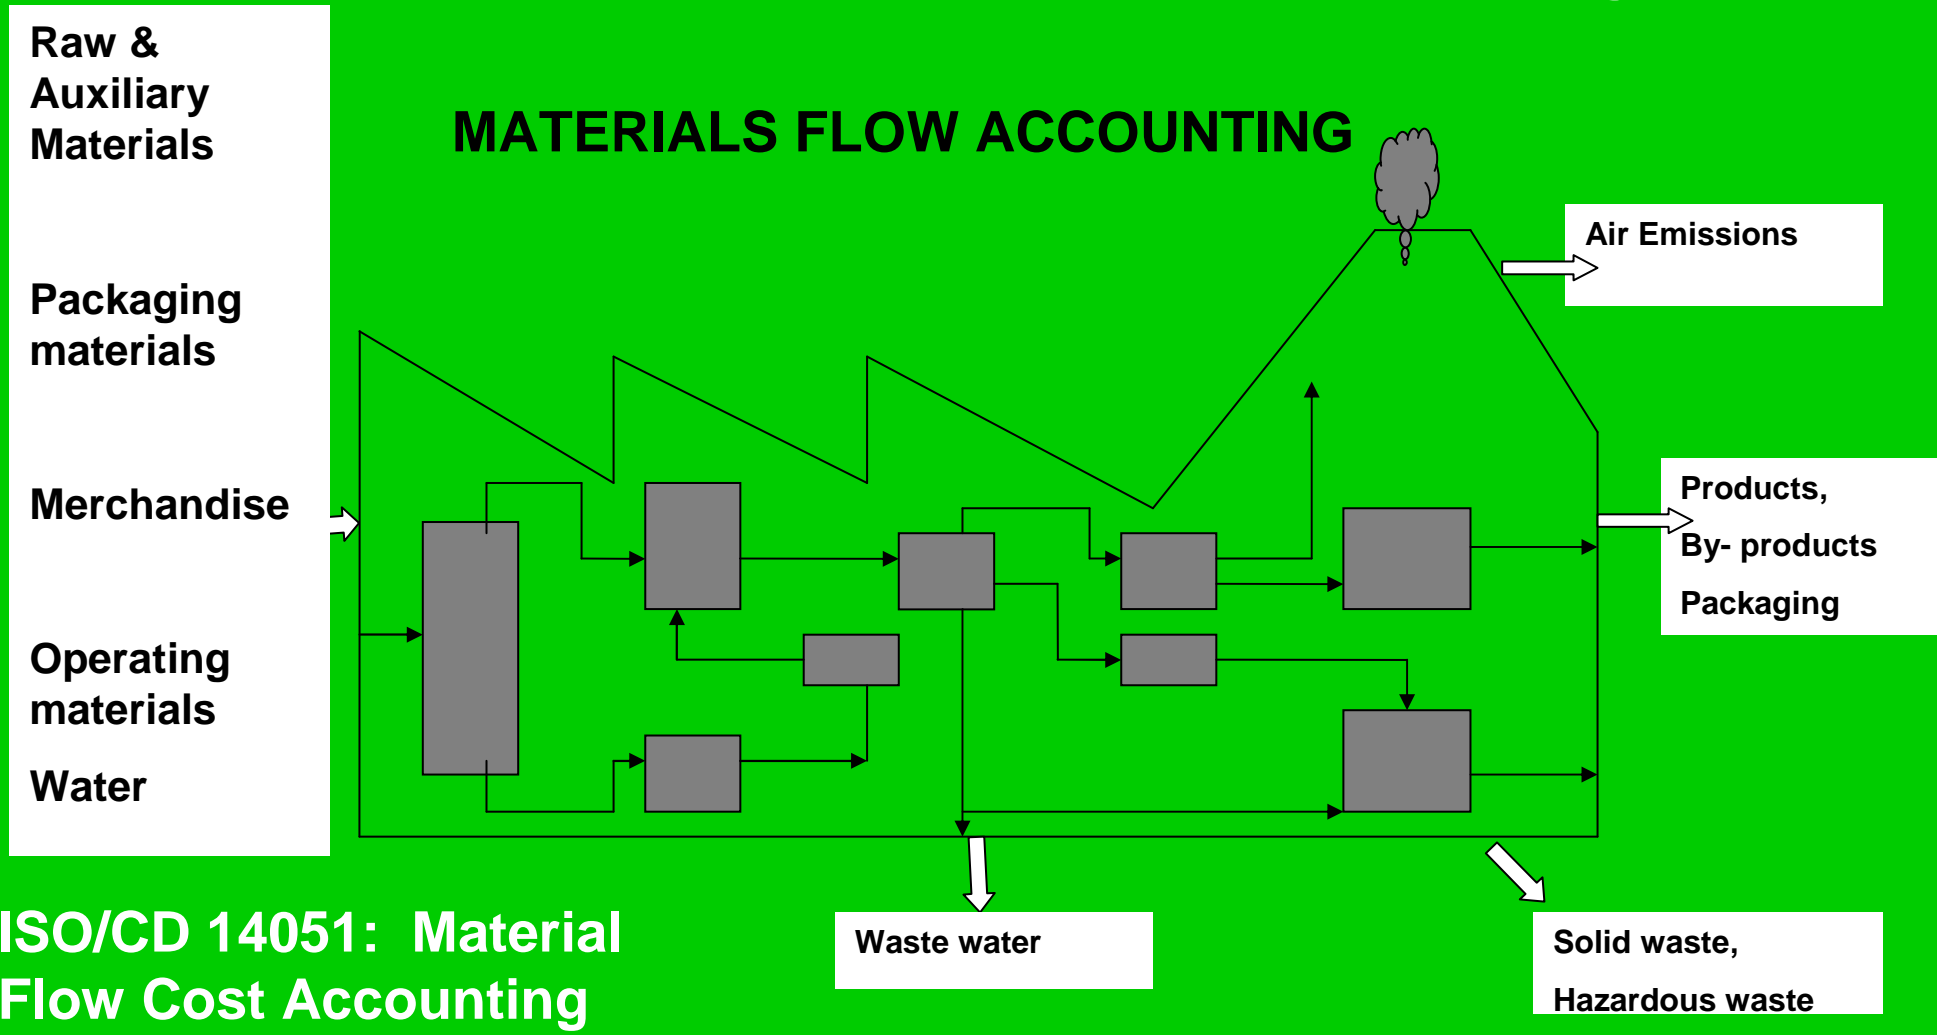 Raw &
Auxiliary
Materials
Packaging
materials
Merchandise
Operating
materials
Water
MATERIALS FLOW ACCOUNTING
Air Emissions
Products,
By- products
Packaging
Waste water
Solid waste,
Hazardous waste
ISO/CD 14051: Material
Flow Cost Accounting